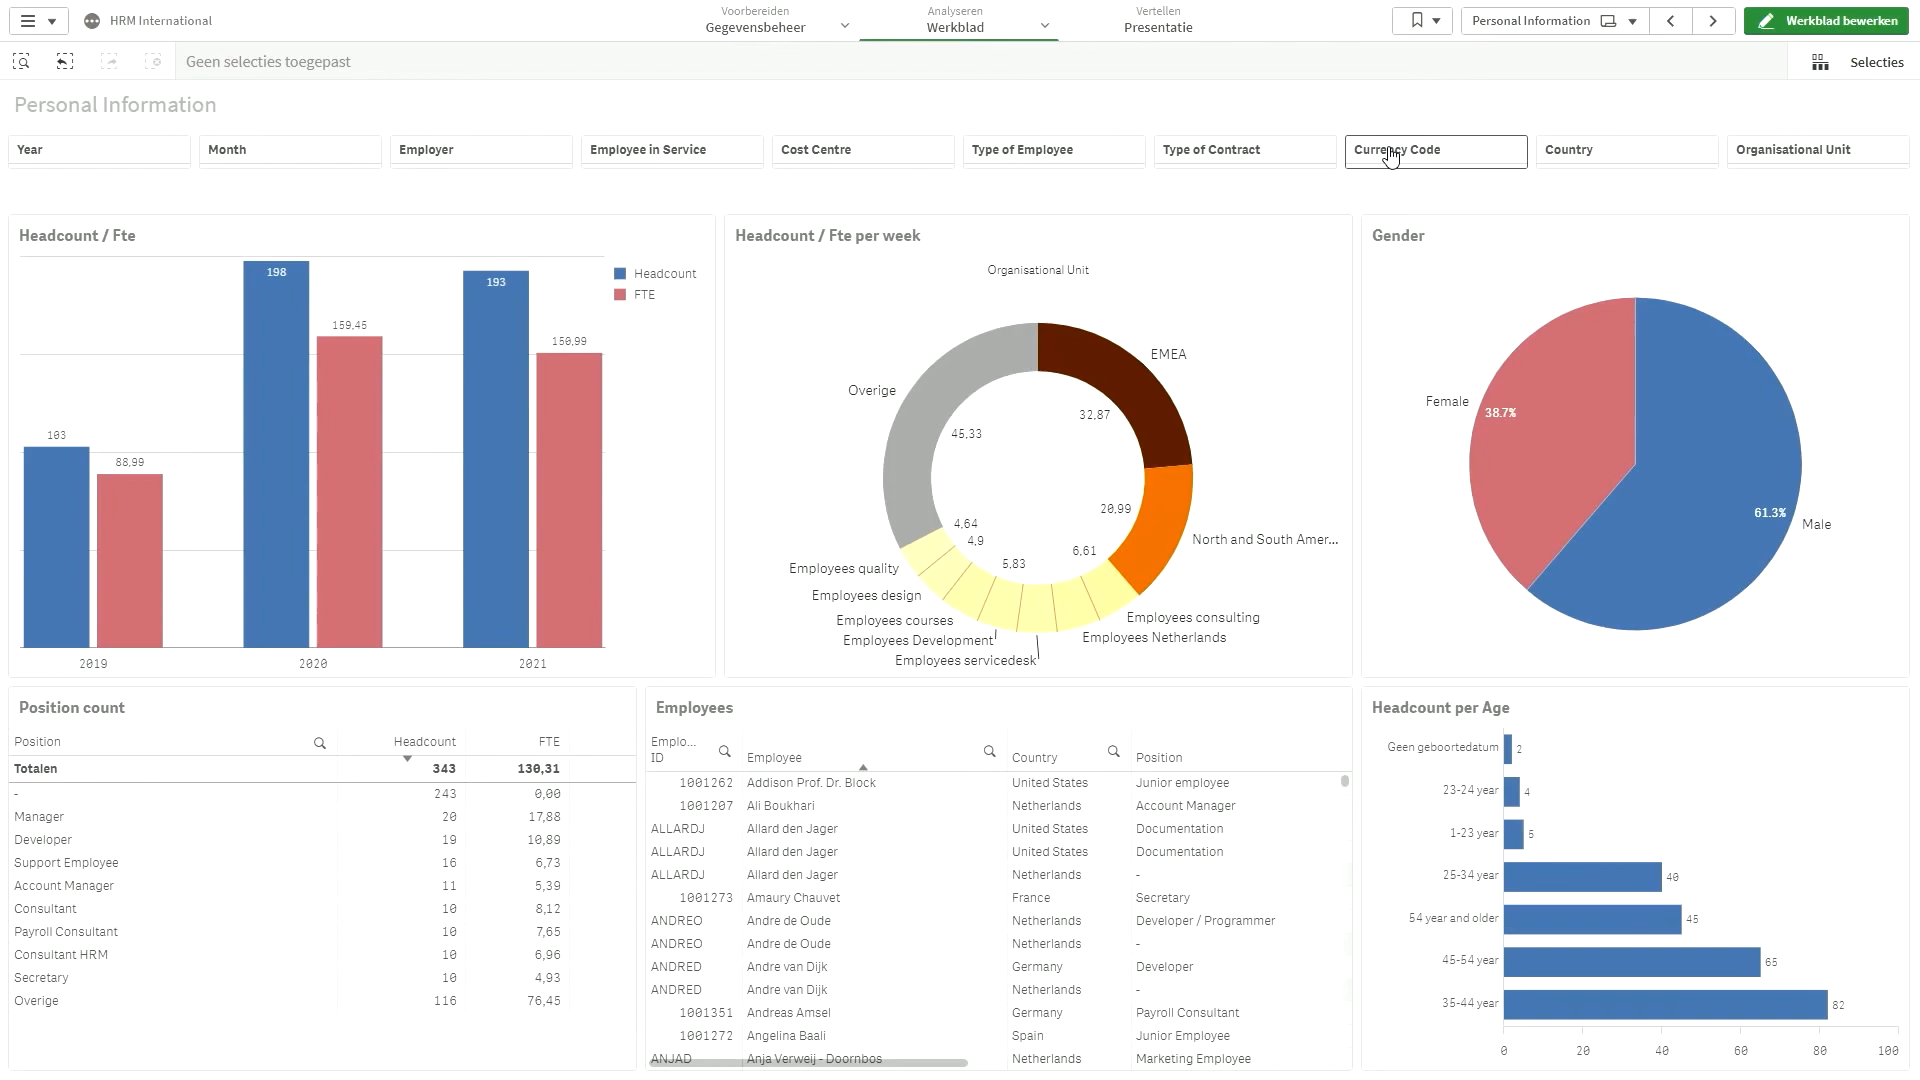 HRM International
Voorbereiden
Gegevensbeheer
Analyseren
Werkblad
Vertellen
Presentatie
Personal Information
Werkblad bewerken
Geen selecties toegepast
Selecties
Personal Information
Year
Month
Employer
Employee in Service
Cost Centre
Type of Employee
Type of Contract
Currency Code
Country
Organisational Unit
Headcount / Fte
198
193
159,45
150,99
103
88,99
2019
2020
2021
Headcount
FTE
Headcount / Fte per week
Organisational Unit
EMEA
32,87
Overige
45,33
20,99
North and South Amer...
4,64
4,9
5,83
6,61
Employees quality
Employees design
Employees courses
Employees Development
Employees servicedesk
Employees consulting
Employees Netherlands
Gender
Female
38.7%
61.3%
Male
Position count
Position Headcount FTE
Totalen 343 130,31
- 243 0,00
Manager 20 17,88
Developer 19 10,89
Support Employee 16 6,73
Account Manager 11 5,39
Consultant 10 8,12
Payroll Consultant 10 7,65
Consultant HRM 10 6,96
Secretary 10 4,93
Overige 116 76,45
Employees
Emplo... ID Employee Country Position
1001262 Addison Prof. Dr. Block United States Junior employee
1001207 Ali Boukhari Netherlands Account Manager
ALLARDJ Allard den Jager United States Documentation
ALLARDJ Allard den Jager United States Documentation
ALLARDJ Allard den Jager Netherlands -
1001273 Amaury Chauvet France Secretary
ANDREO Andre de Oude Netherlands Developer / Programmer
ANDREO Andre de Oude Netherlands -
ANDRED Andre van Dijk Germany Developer
ANDRED Andre van Dijk Netherlands -
1001351 Andreas Amsel Germany Payroll Consultant
1001272 Angelina Baali Spain Junior Employee
ANJAD Anja Verweij - Doornbos Netherlands Marketing Employee
Headcount per Age
Geen geboortedatum 2
23-24 year 4
1-23 year 5
25-34 year 40
54 year and older 45
45-54 year 65
35-44 year 82
0 20 40 60 80 100